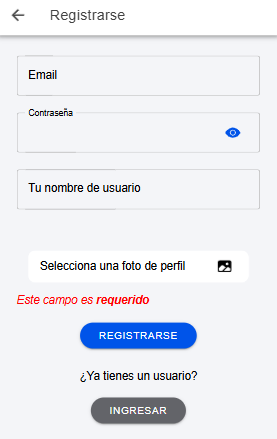 Registrarse
Email
Contraseña
Tu nombre de usuario
Selecciona una foto de perfil
Este campo es requerido
REGISTRARSE
¿Ya tienes un usuario?
INGRESAR